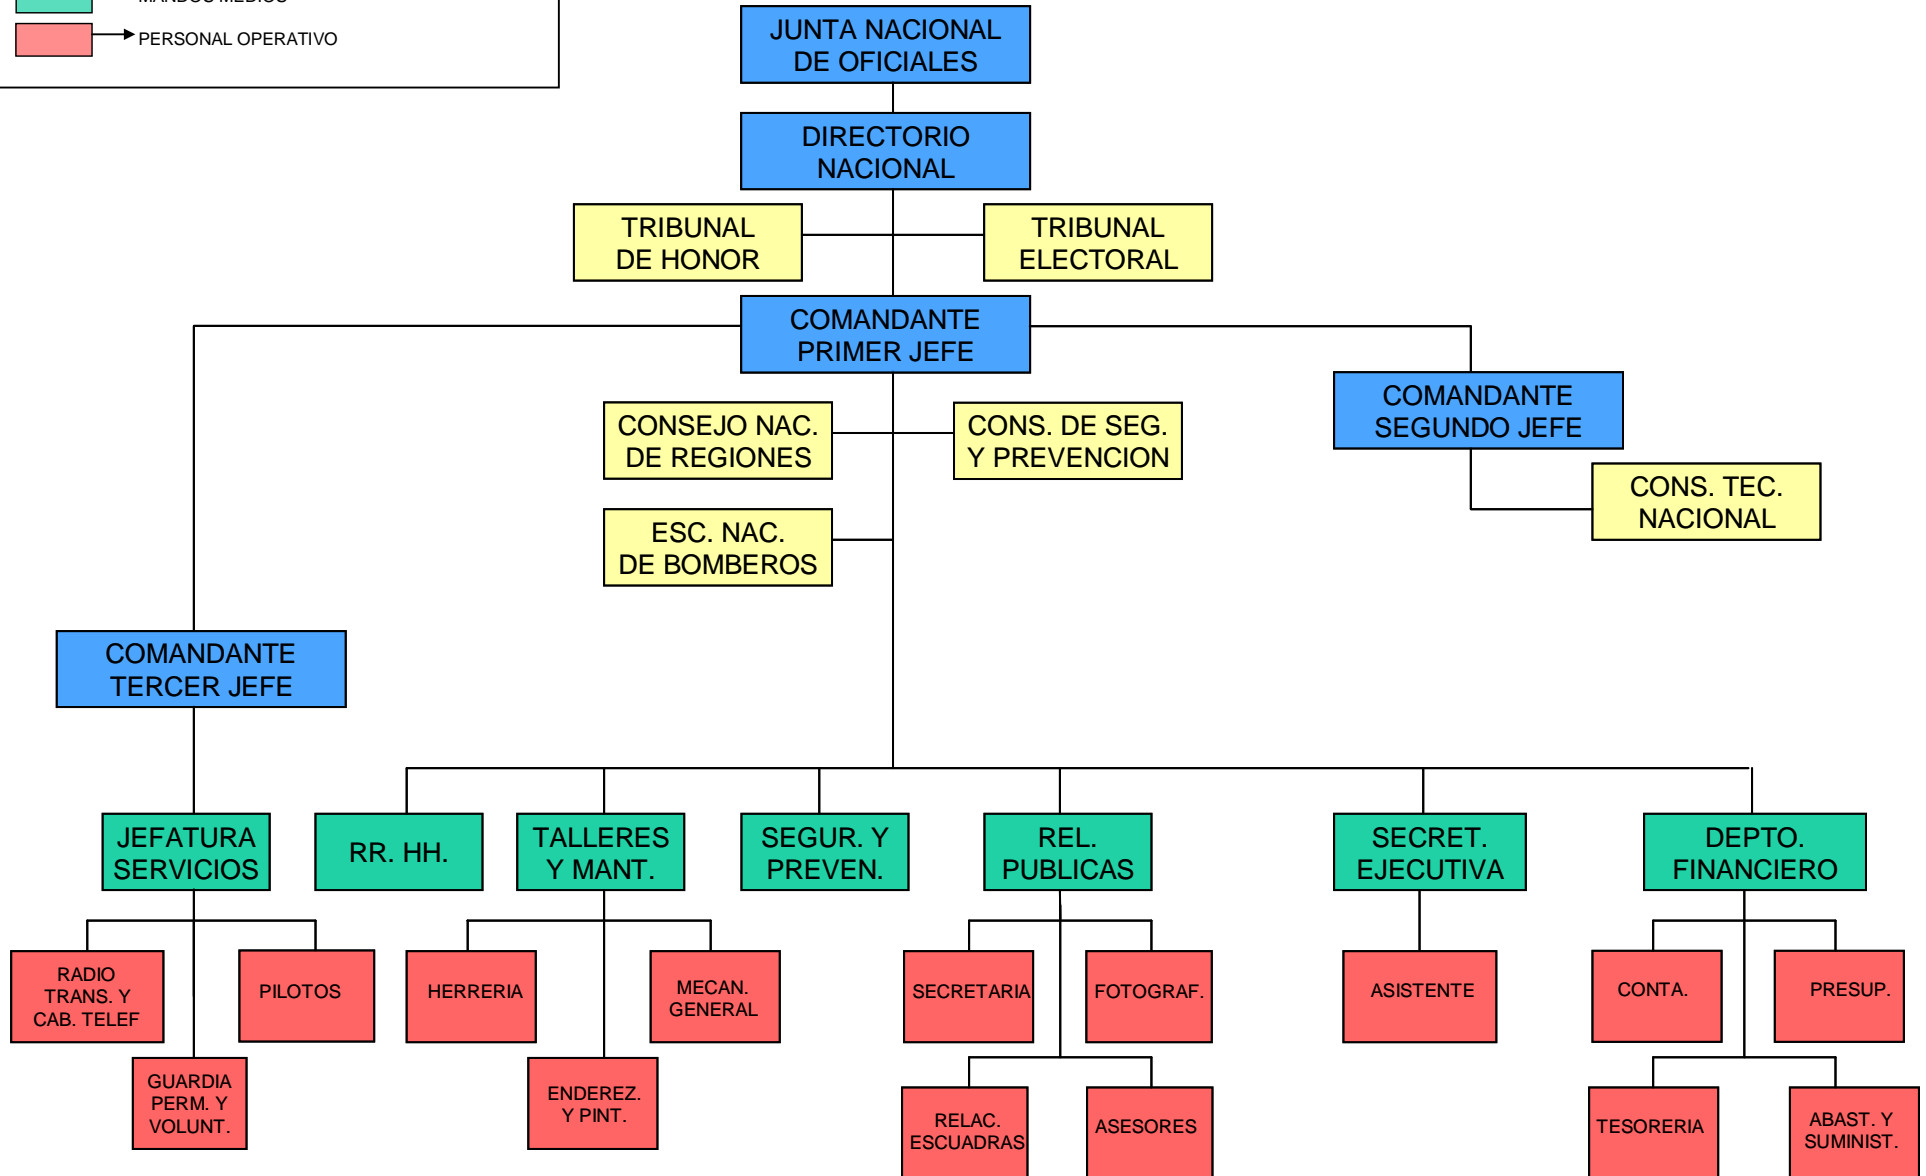 MANDOS MEDIOS
PERSONAL OPERATIVO
JUNTA NACIONAL
DE OFICIALES
DIRECTORIO
NACIONAL
TRIBUNAL
DE HONOR
TRIBUNAL
ELECTORAL
COMANDANTE
PRIMER JEFE
COMANDANTE
SEGUNDO JEFE
CONSEJO NAC.
DE REGIONES
CONS. DE SEG.
Y PREVENCION
CONS. TEC.
NACIONAL
ESC. NAC.
DE BOMBEROS
COMANDANTE
TERCER JEFE
JEFATURA
SERVICIOS
RR. HH.
TALLERES
Y MANT.
SEGUR. Y
PREVEN.
REL.
PUBLICAS
SECRET.
EJECUTIVA
DEPTO.
FINANCIERO
RADIO
TRANS. Y
CAB. TELEF
PILOTOS
HERRERIA
MECAN.
GENERAL
SECRETARIA
FOTOGRAF.
ASISTENTE
CONTA.
PRESUP.
GUARDIA
PERM. Y
VOLUNT.
ENDEREZ.
Y PINT.
RELAC.
ESCUADRAS
ASESORES
TESORERIA
ABAST. Y
SUMINIST.